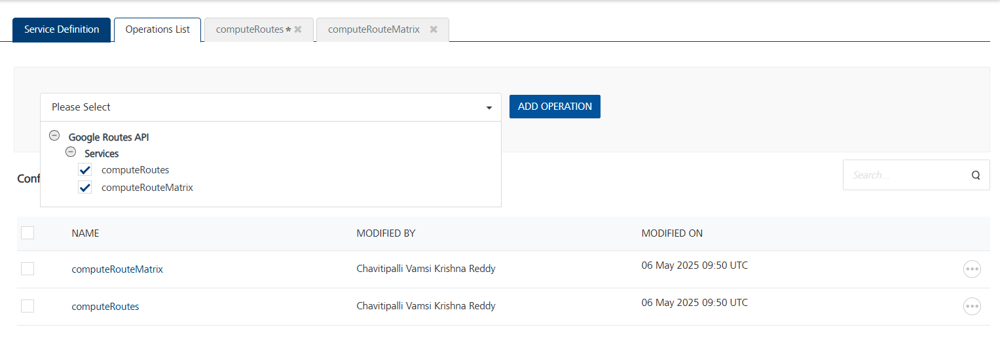 Service Definition
Operations List
computeRoutes *
computeRouteMatrix
Please Select
ADD OPERATION
Google Routes API
Services
computeRoutes
computeRouteMatrix
Conf
Search...
NAME MODIFIED BY MODIFIED ON
computeRouteMatrix Chavitipalli Vamsi Krishna Reddy 06 May 2025 09:50 UTC
computeRoutes Chavitipalli Vamsi Krishna Reddy 06 May 2025 09:50 UTC